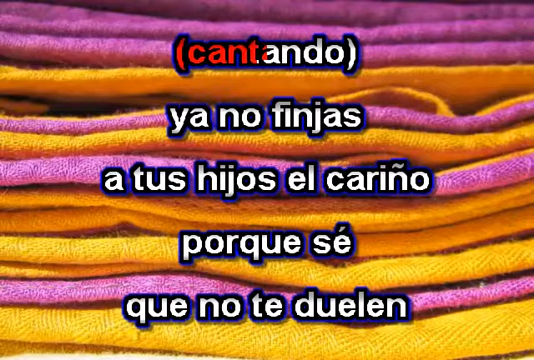 (cantando)
ya no finjas
a tus hijos el cariño
porque sé
que no te duelen